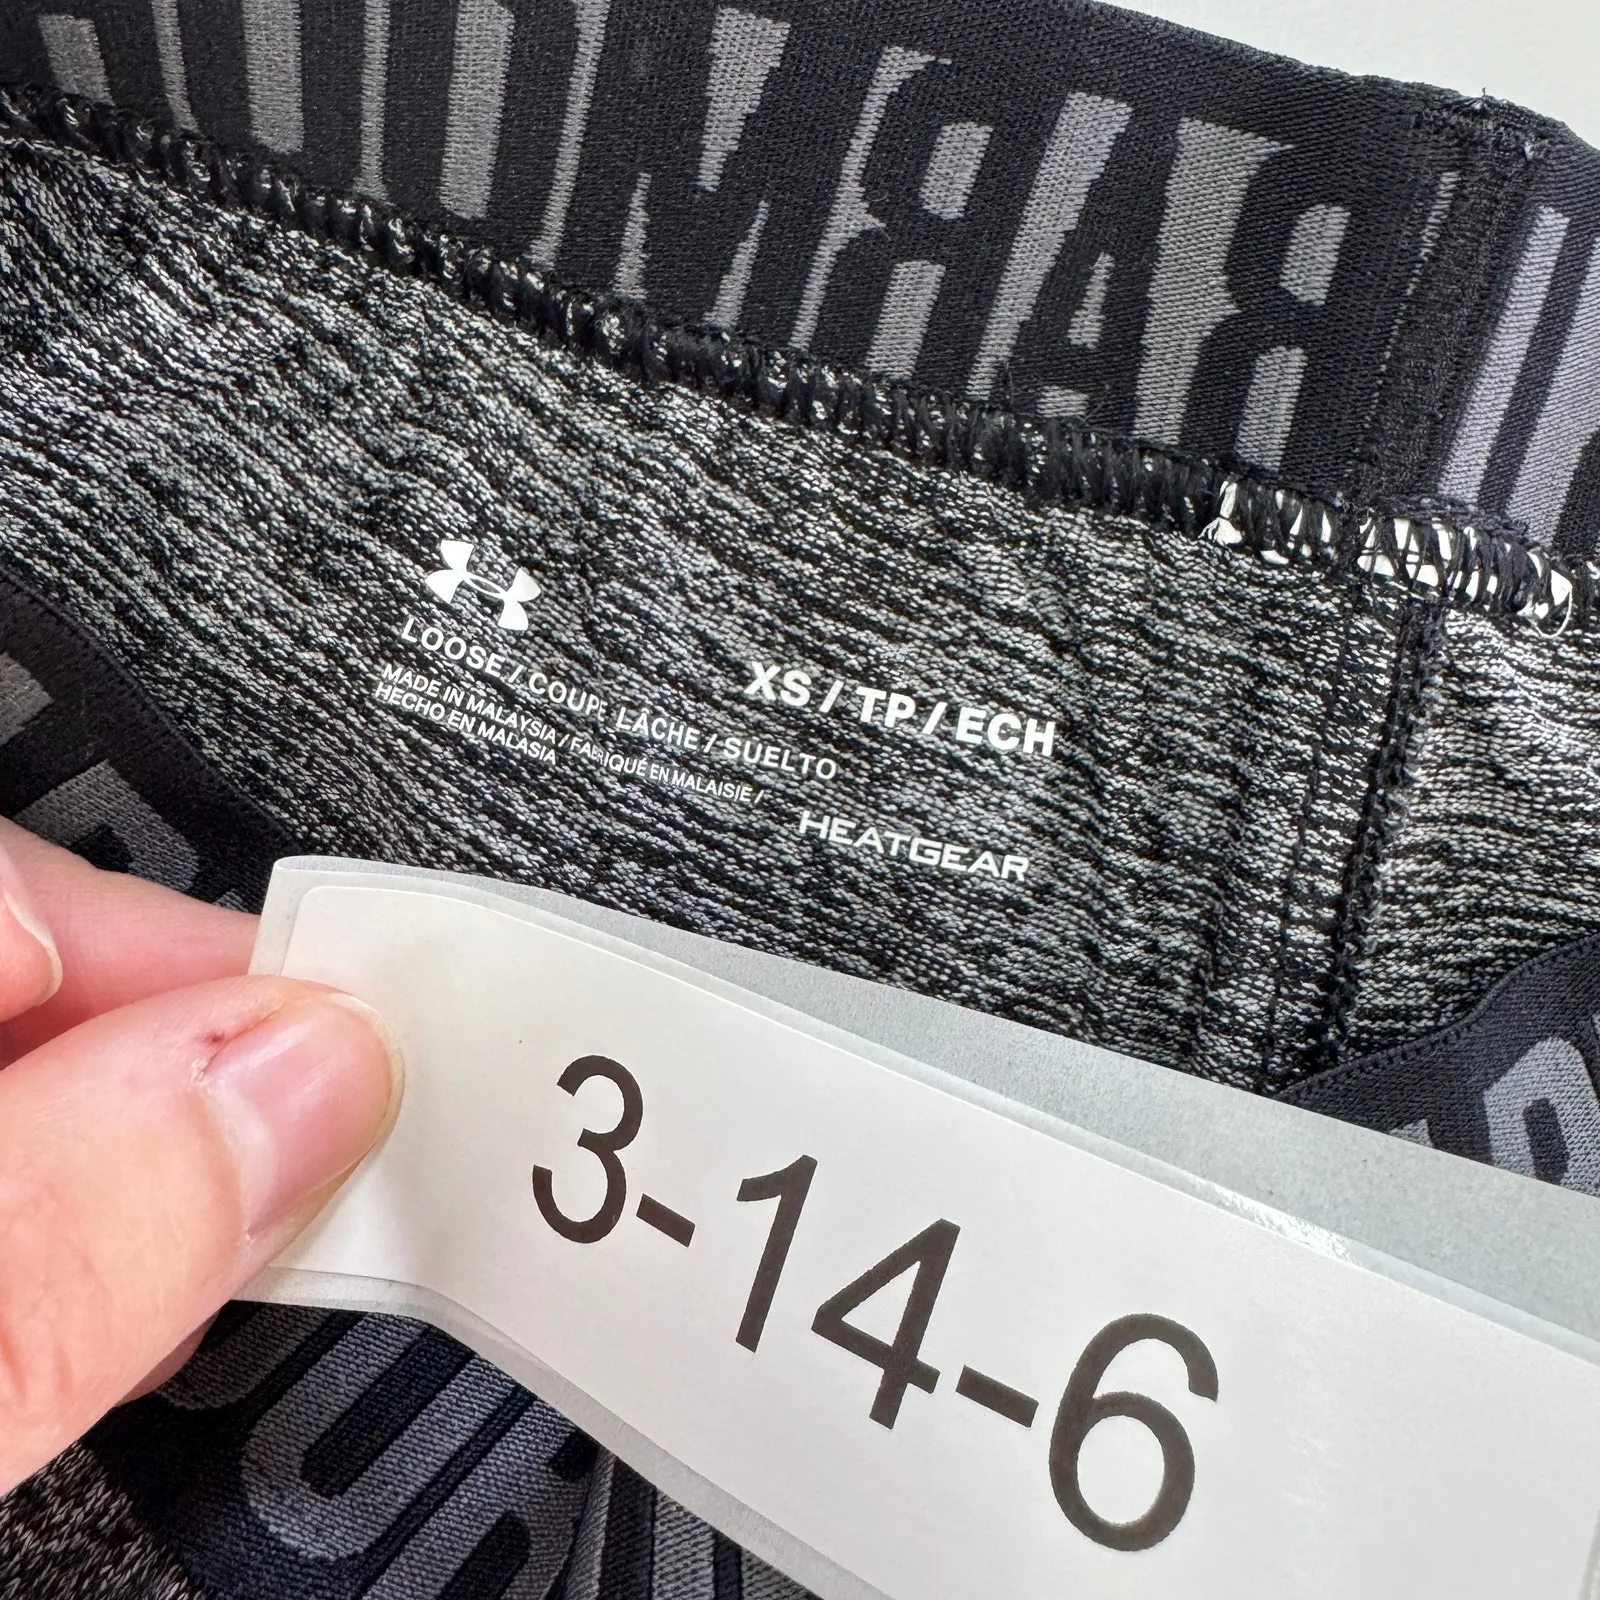 LOOSE / COUPE LÂCHE / SUELTO
MADE IN MALAYSIA / FABRIQUÉ EN MALAISIE /
HECHO EN MALASIA
XS / TP / ECH
HEATGEAR
3-14-6